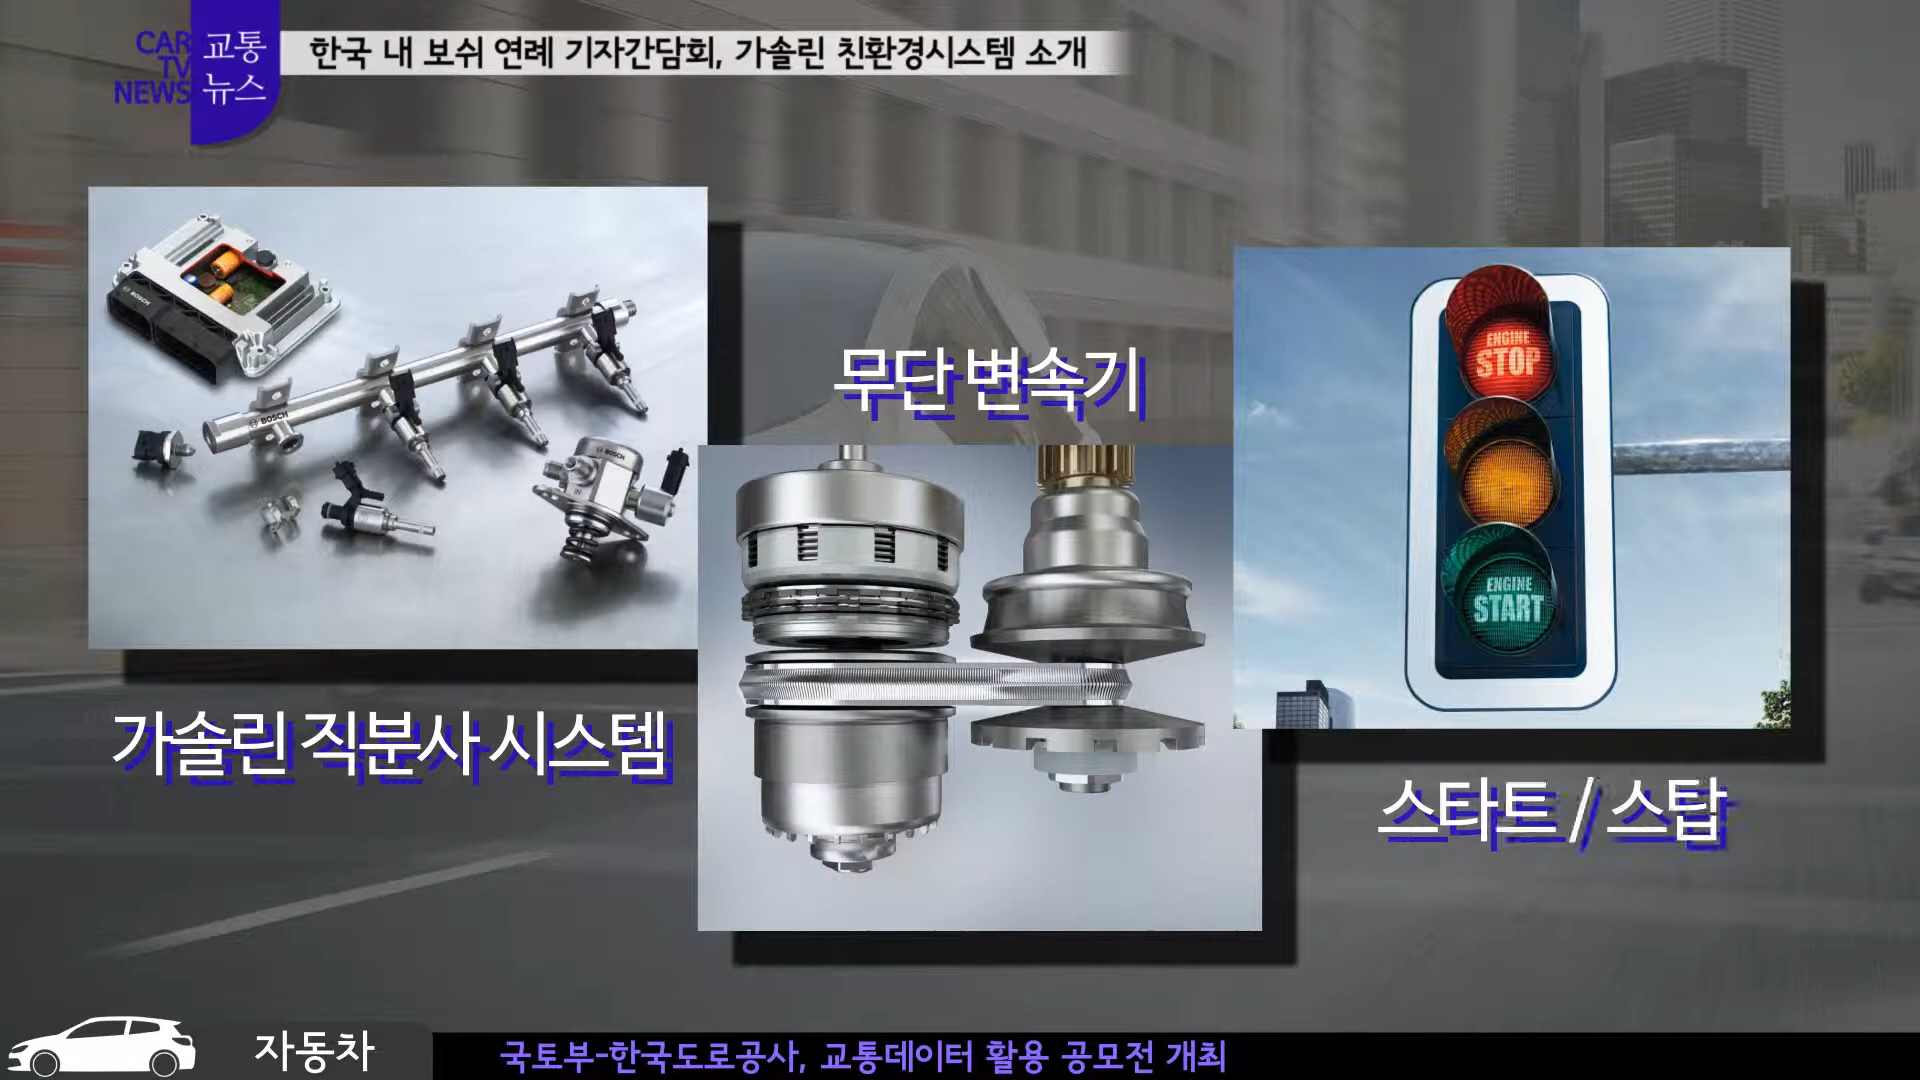 CAR
TV
NEWS
교통
뉴스
한국 내 보쉬 연례 기자간담회, 가솔린 친환경시스템 소개
BOSCH
BOSCH
BOSCH
가솔린 직분사 시스템
무단 변속기
ENGINE
STOP
ENGINE
START
스타트 / 스탑
자동차
국토부-한국도로공사, 교통데이터 활용 공모전 개최